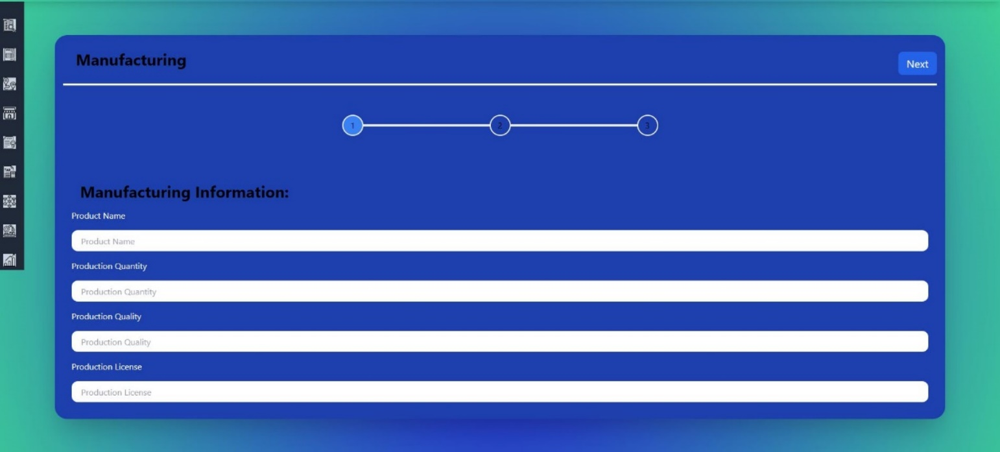 Manufacturing
Next
1 2 3
Manufacturing Information:
Product Name
Product Name
Production Quantity
Production Quantity
Production Quality
Production Quality
Production License
Production License